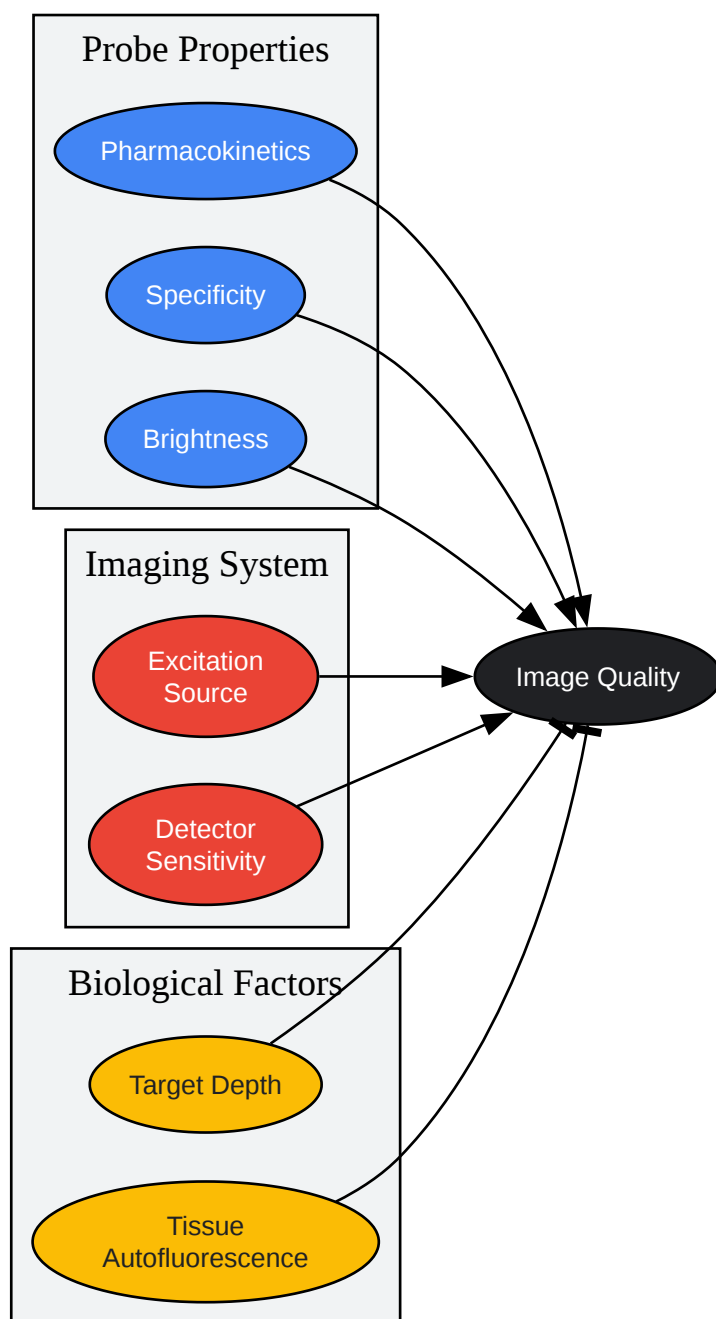 Probe Properties
Pharmacokinetics
Specificity
Brightness
Imaging System
Excitation
Source
Image Quality
Detector
Sensitivity
Biological Factors
Target Depth
Tissue
Autofluorescence